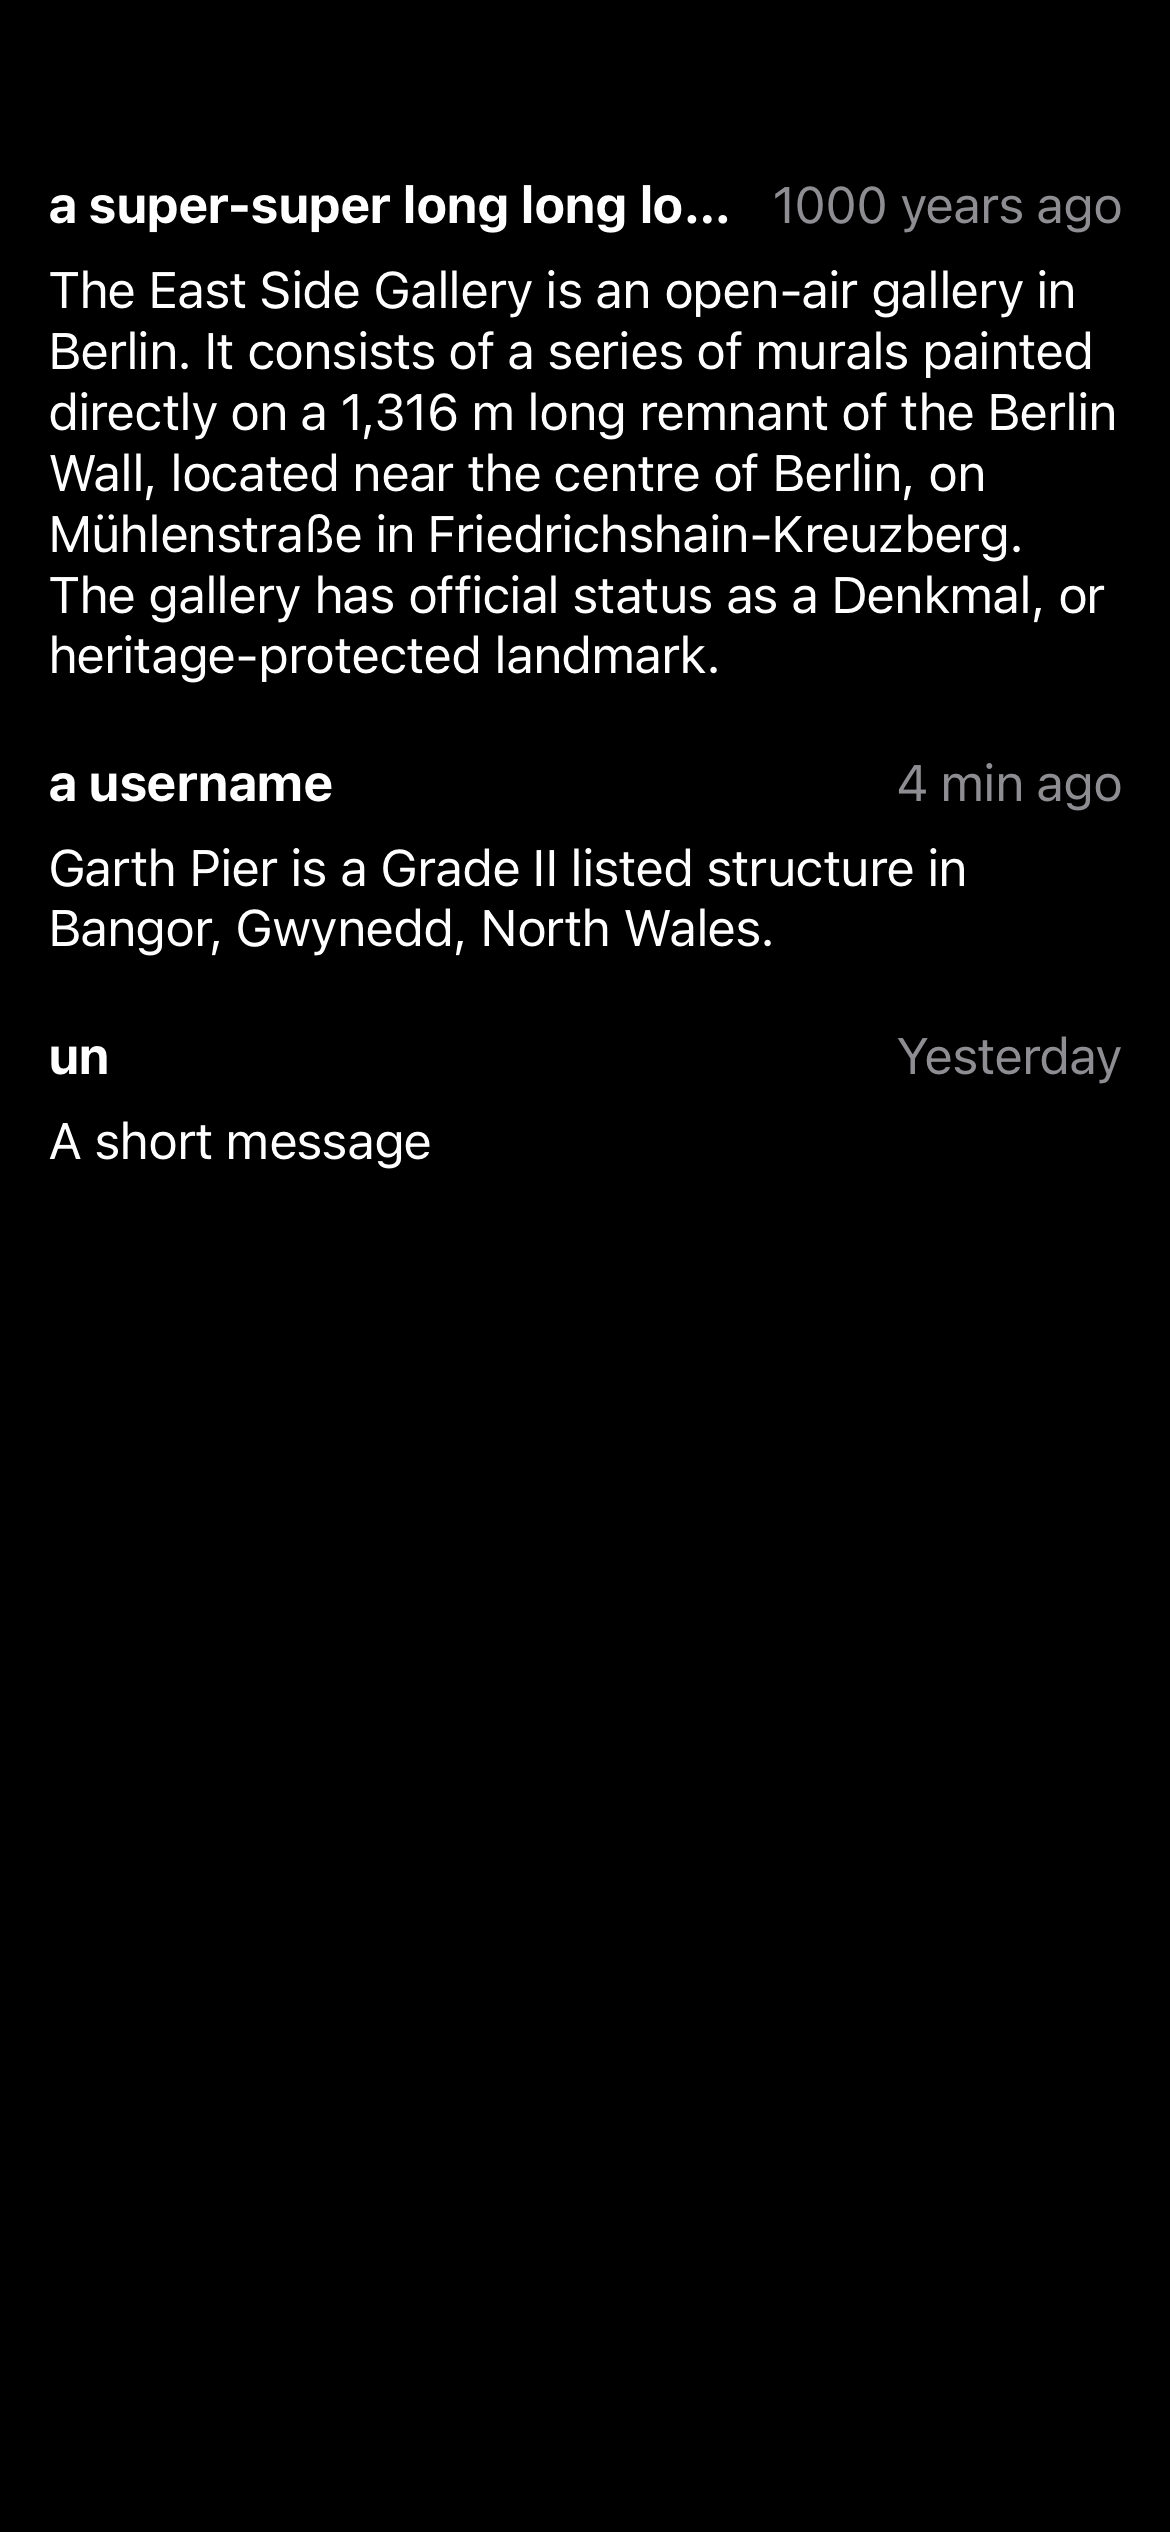 a super-super long long lo... 1000 years ago
The East Side Gallery is an open-air gallery in
Berlin. It consists of a series of murals painted
directly on a 1,316 m long remnant of the Berlin
Wall, located near the centre of Berlin, on
Mühlenstraße in Friedrichshain-Kreuzberg.
The gallery has official status as a Denkmal, or
heritage-protected landmark.
a username 4 min ago
Garth Pier is a Grade II listed structure in
Bangor, Gwynedd, North Wales.
un Yesterday
A short message